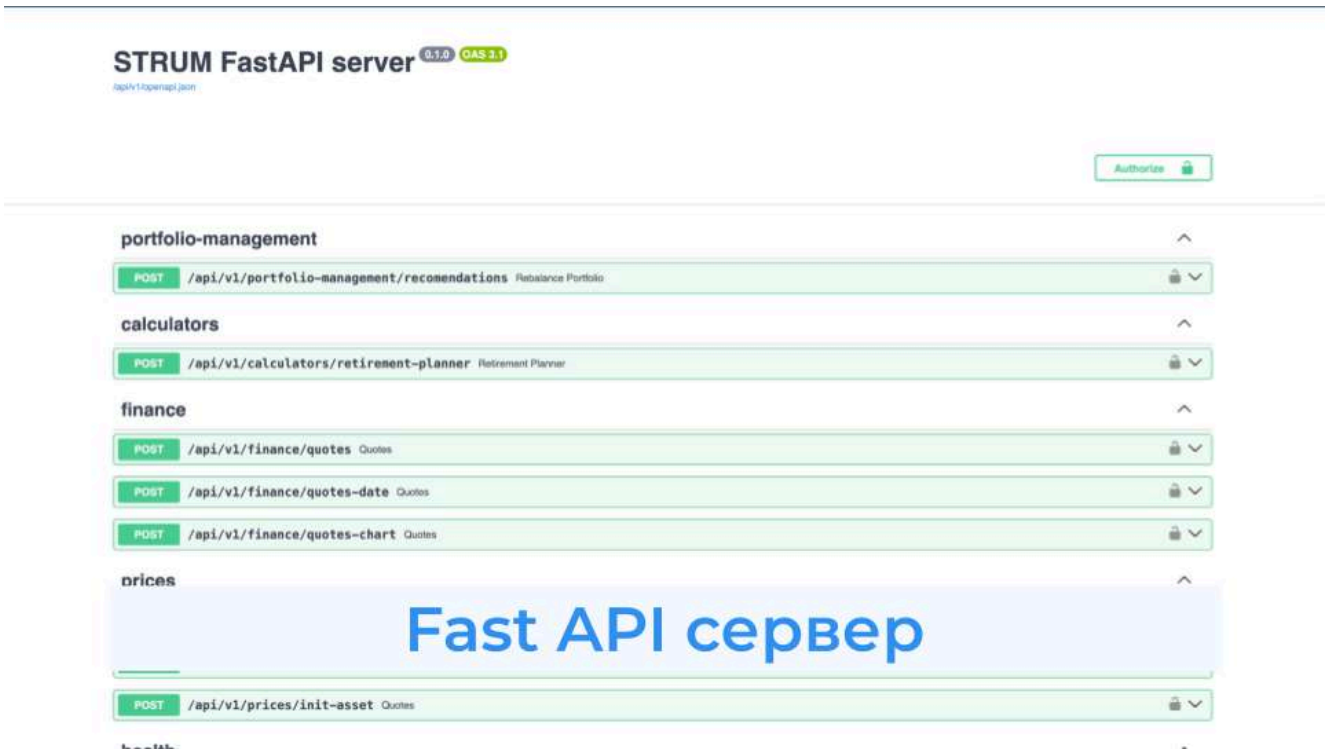 STRUM FastAPI server 0.1.0 OAS 3.1
/api/v1/openapi.json
Authorize
portfolio-management
POST /api/v1/portfolio-management/recomendations Rebalance Portfolio
calculators
POST /api/v1/calculators/retirement-planner Retirement Planner
finance
POST /api/v1/finance/quotes Quotes
POST /api/v1/finance/quotes-date Quotes
POST /api/v1/finance/quotes-chart Quotes
prices
Fast API сервер
POST /api/v1/prices/init-asset Quotes
health